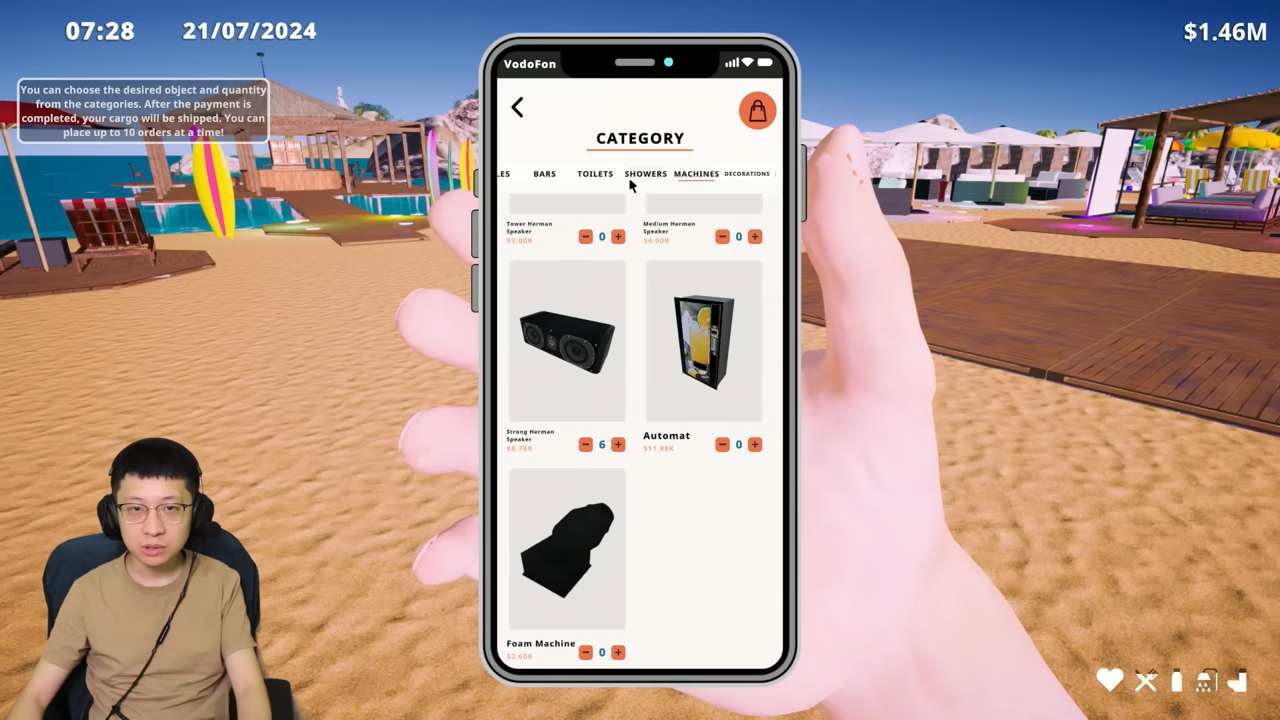 07:28
21/07/2024
$1.46M
You can choose the desired object and quantity
from the categories. After the payment is
completed, your cargo will be shipped. You can
place up to 10 orders at a time!
VodoFon
CATEGORY
LES BARS TOILETS SHOWERS MACHINES DECORATIONS
Tower Herman
Speaker
$3.00K
0
Medium Herman
Speaker
$4.00K
0
Strong Herman
Speaker
$8.76K
6
Automat
$11.88K
0
Foam Machine
$2.60K
0